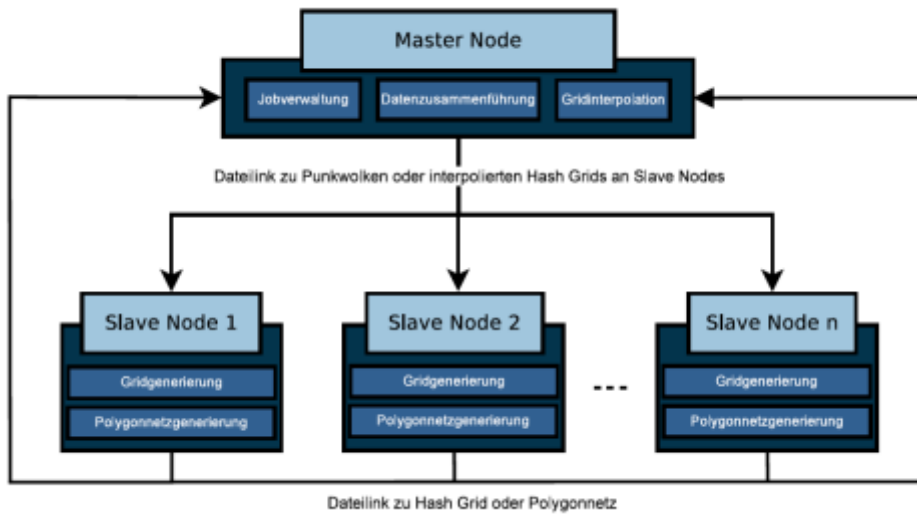 Master Node
Jobverwaltung
Datenzusammenführung
Gridinterpolation
Dateilink zu Punkwolken oder interpolierten Hash Grids an Slave Nodes
Slave Node 1
Slave Node 2
Slave Node n
Gridgenerierung
Gridgenerierung
---
Gridgenerierung
Polygonnetzgenerierung
Polygonnetzgenerierung
Polygonnetzgenerierung
Dateilink zu Hash Grid oder Polygonnetz